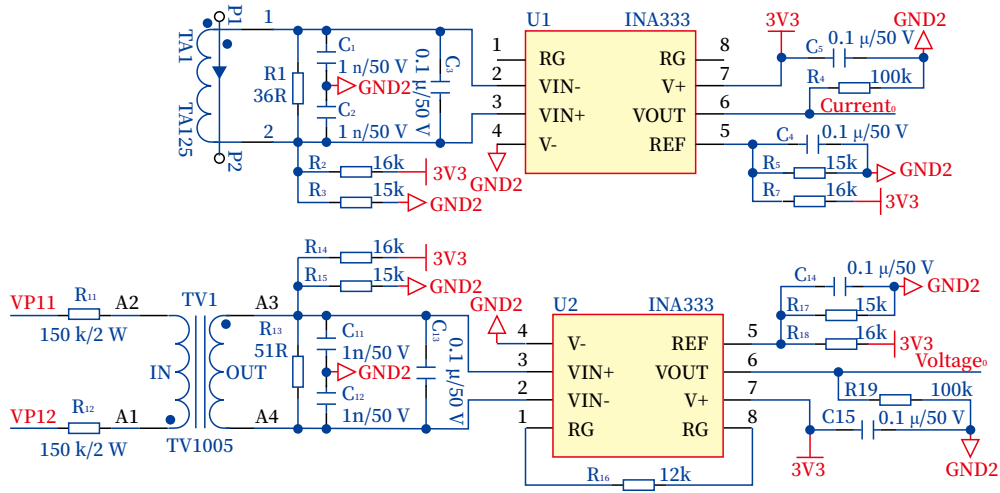 P1
1
TA1
TA125
2
P2
R1
36R
C₁
1 n/50 V
GND2
C₂
1 n/50 V
C₃
0.1 μ/50 V
R₂
16k
3V3
R₃
15k
GND2
U1
INA333
1
RG
2
VIN-
3
VIN+
4
V-
GND2
8
RG
7
V+
6
VOUT
5
REF
3V3
C₅
0.1 μ/50 V
GND2
R₄
100k
Current₀
C₄
0.1 μ/50 V
R₅
15k
GND2
R₇
16k
3V3
R₁₄
16k
3V3
R₁₅
15k
GND2
VP11
R₁₁
150 k/2 W
A2
TV1
A3
IN
OUT
VP12
R₁₂
150 k/2 W
A1
A4
TV1005
R₁₃
51R
C₁₁
1n/50 V
GND2
C₁₂
1n/50 V
C₁₃
0.1 μ/50 V
GND2
U2
INA333
4
V-
3
VIN+
2
VIN-
1
RG
5
REF
6
VOUT
7
V+
8
RG
R₁₆
12k
C₁₄
0.1 μ/50 V
GND2
R₁₇
15k
R₁₈
16k
3V3
Voltage₀
R19
100k
C15
0.1 μ/50 V
3V3
GND2